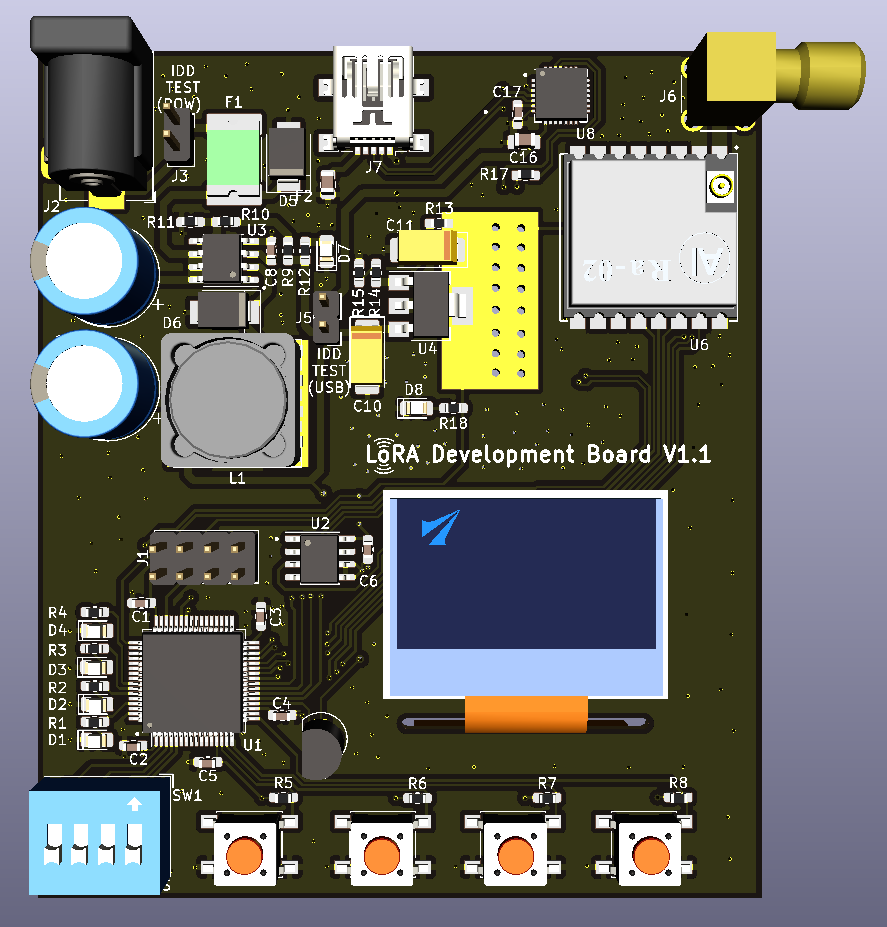 IDD
TEST
(POW)
F1
J3
J2
D5
F2
J7
C17
C16
U8
J6
R17
R11
R10
U3
C8
R9
R12
D7
D6
J5
IDD
TEST
(USB)
R15
R14
C11
R13
U4
C10
D8
R18
Ra-02
AI
U6
L1
LoRA Development Board V1.1
J1
U2
C6
C1
C3
R4
D4
R3
D3
R2
D2
R1
D1
C2
C5
C4
U1
SW1
R5
R6
R7
R8